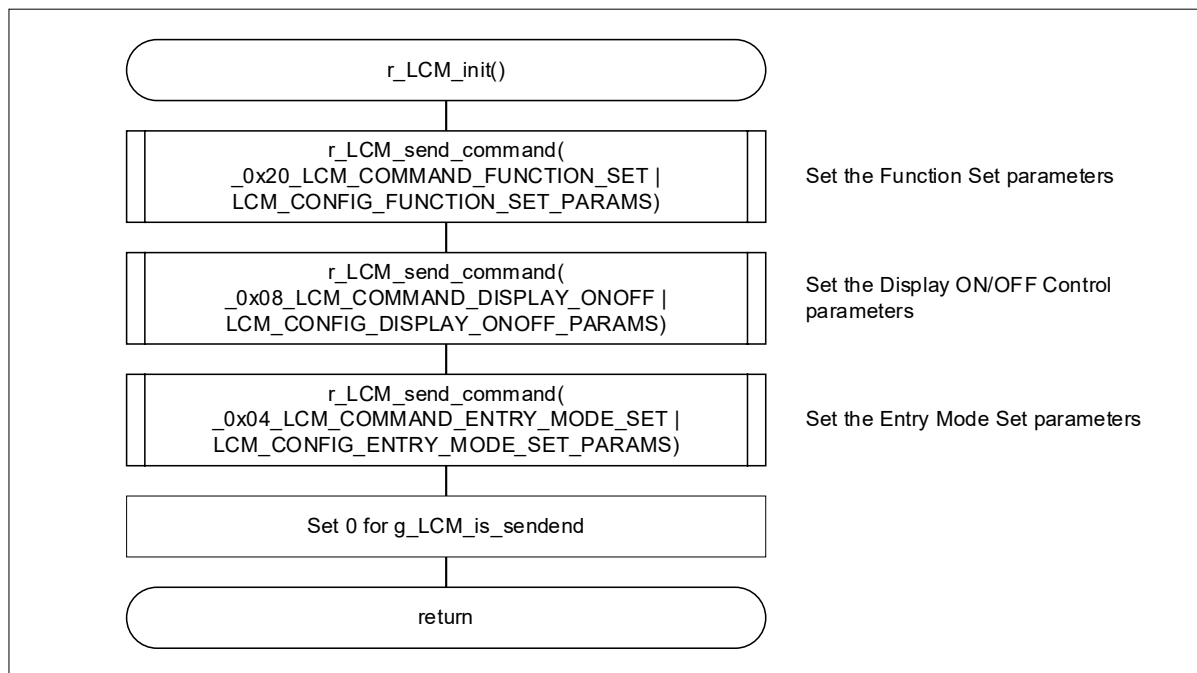 r_LCM_init()
r_LCM_send_command(
_0x20_LCM_COMMAND_FUNCTION_SET |
LCM_CONFIG_FUNCTION_SET_PARAMS)
Set the Function Set parameters
r_LCM_send_command(
_0x08_LCM_COMMAND_DISPLAY_ONOFF |
LCM_CONFIG_DISPLAY_ONOFF_PARAMS)
Set the Display ON/OFF Control
parameters
r_LCM_send_command(
_0x04_LCM_COMMAND_ENTRY_MODE_SET |
LCM_CONFIG_ENTRY_MODE_SET_PARAMS)
Set the Entry Mode Set parameters
Set 0 for g_LCM_is_sendend
return